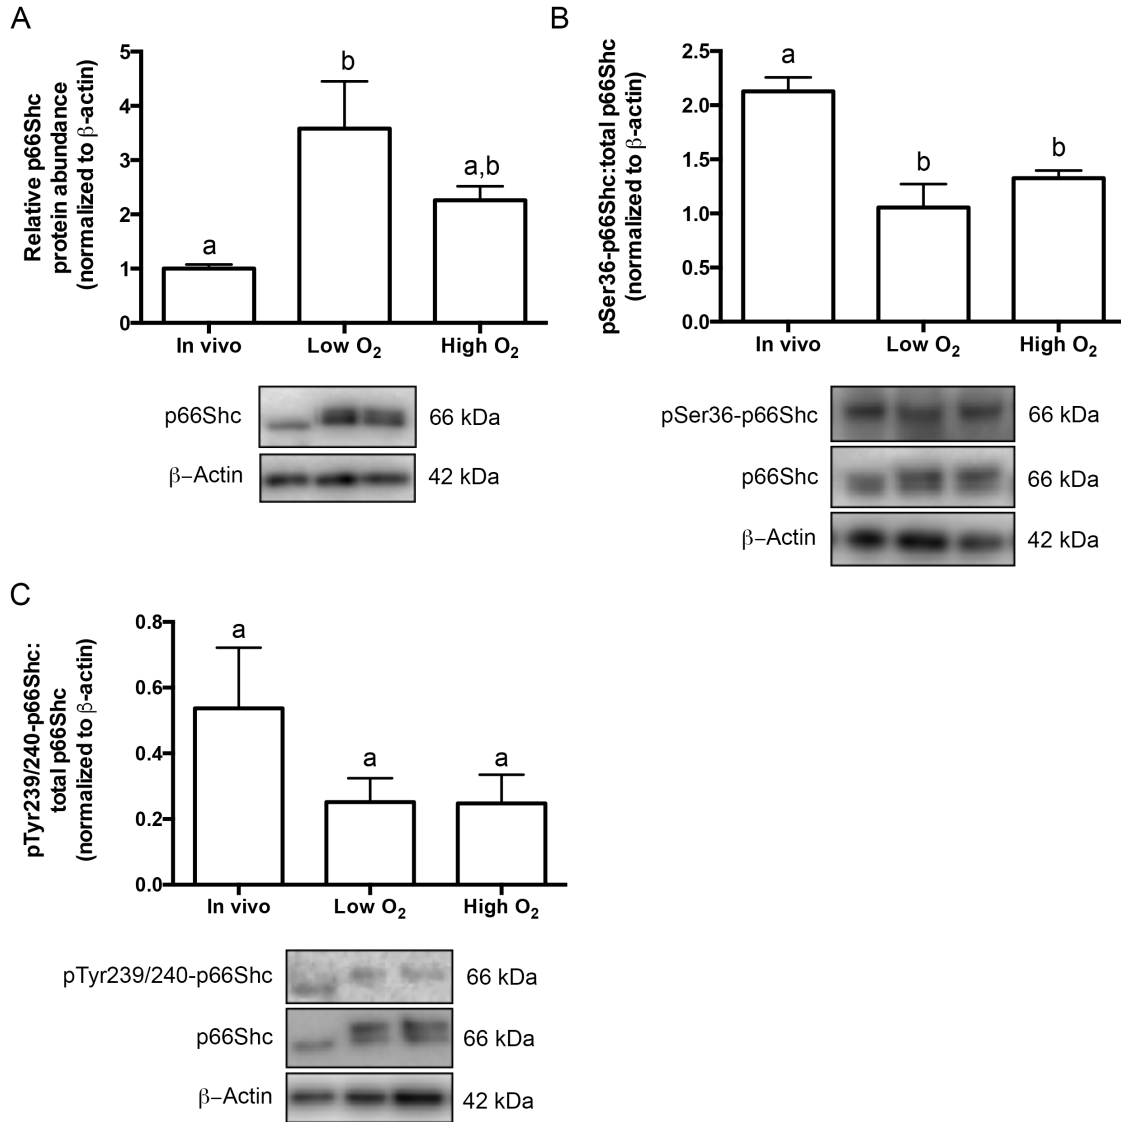 A
Relative p66Shc
protein abundance
(normalized to β-actin)
5
4
3
2
1
0
a
b
a,b
In vivo
Low O₂
High O₂
p66Shc
66 kDa
β–Actin
42 kDa
B
pSer36-p66Shc:total p66Shc
(normalized to β-actin)
2.5
2.0
1.5
1.0
0.5
0.0
a
b
b
In vivo
Low O₂
High O₂
pSer36-p66Shc
66 kDa
p66Shc
66 kDa
β–Actin
42 kDa
C
pTyr239/240-p66Shc:
total p66Shc
(normalized to β-actin)
0.8
0.6
0.4
0.2
0.0
a
a
a
In vivo
Low O₂
High O₂
pTyr239/240-p66Shc
66 kDa
p66Shc
66 kDa
β–Actin
42 kDa